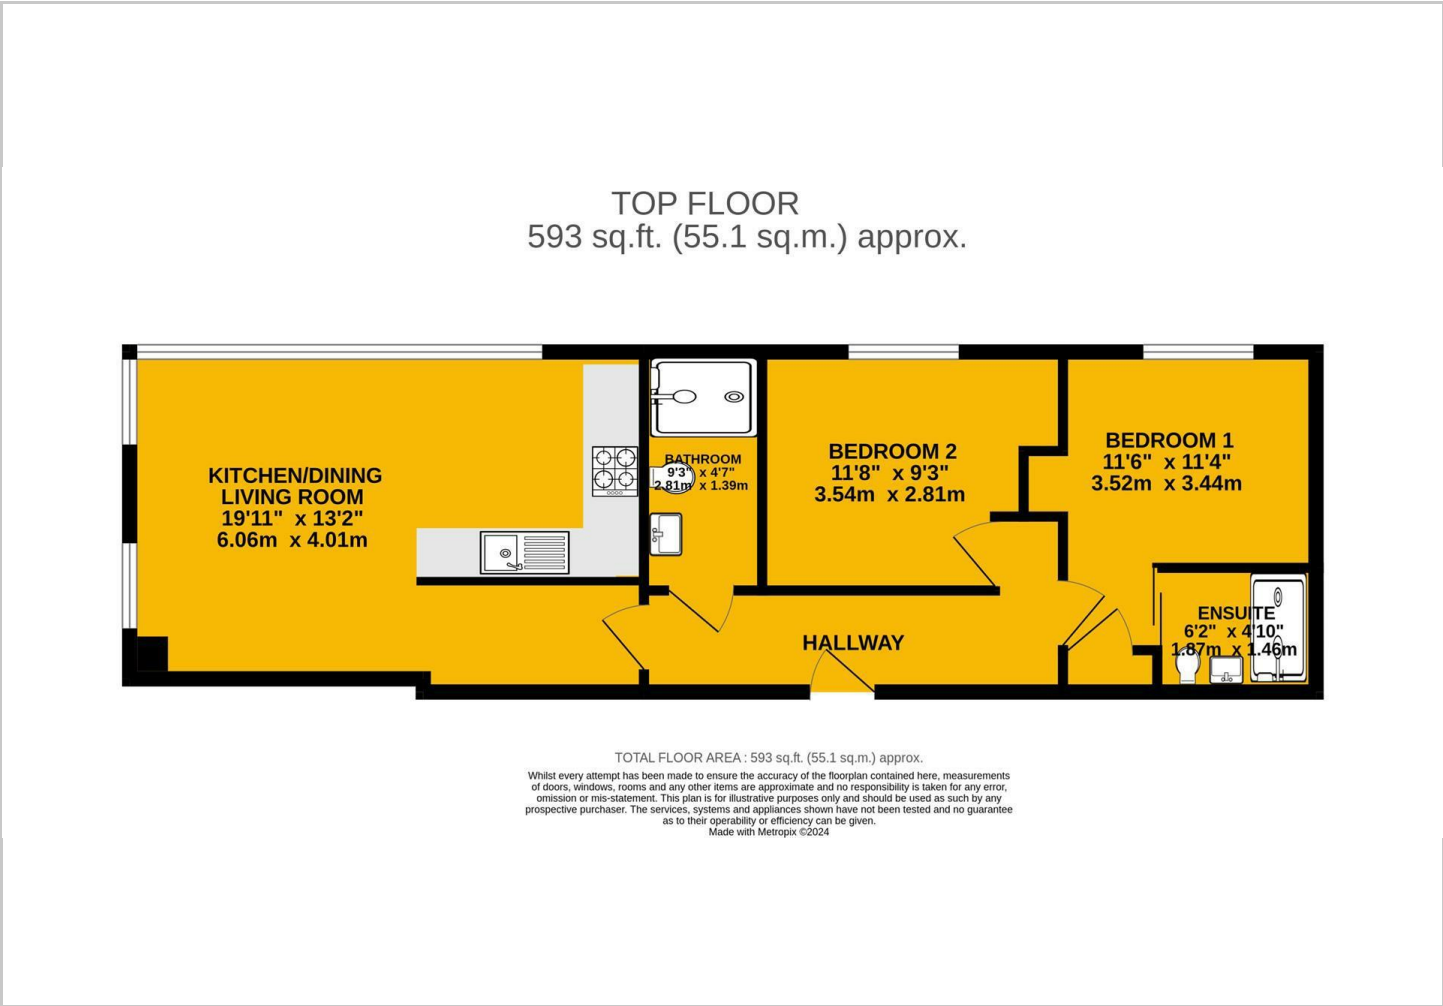 TOP FLOOR
593 sq.ft. (55.1 sq.m.) approx.
KITCHEN/DINING
LIVING ROOM
19'11" x 13'2"
6.06m x 4.01m
BATHROOM
9'3" x 4'7"
2.81m x 1.39m
BEDROOM 2
11'8" x 9'3"
3.54m x 2.81m
BEDROOM 1
11'6" x 11'4"
3.52m x 3.44m
ENSUITE
6'2" x 4'10"
1.87m x 1.46m
HALLWAY
TOTAL FLOOR AREA : 593 sq.ft. (55.1 sq.m.) approx.
Whilst every attempt has been made to ensure the accuracy of the floorplan contained here, measurements
of doors, windows, rooms and any other items are approximate and no responsibility is taken for any error,
omission or mis-statement. This plan is for illustrative purposes only and should be used as such by any
prospective purchaser. The services, systems and appliances shown have not been tested and no guarantee
as to their operability or efficiency can be given.
Made with Metropix ©2024